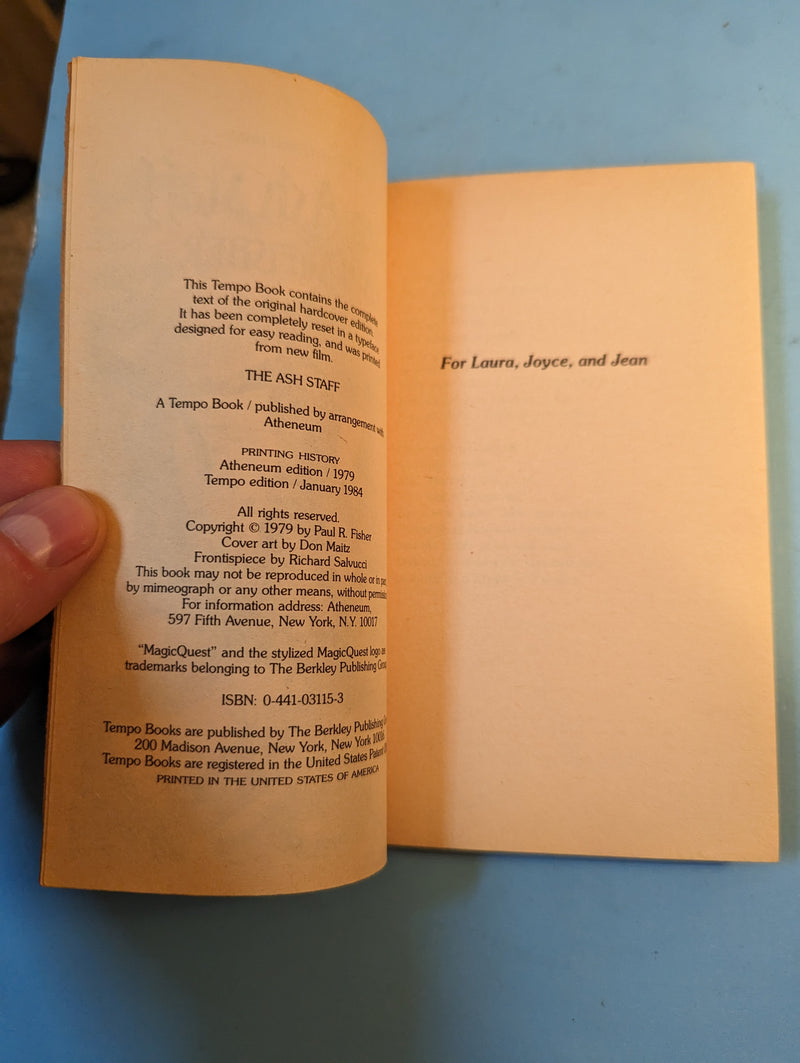 This Tempo Book contains the complete
text of the original hardcover edition.
It has been completely reset in a typeface
designed for easy reading, and was printed
from new film.
THE ASH STAFF
A Tempo Book / published by arrangement with
Atheneum
PRINTING HISTORY
Atheneum edition / 1979
Tempo edition / January 1984
All rights reserved.
Copyright © 1979 by Paul R. Fisher
Cover art by Don Maitz
Frontispiece by Richard Salvucci
This book may not be reproduced in whole or in
by mimeograph or any other means, without
For information address: Atheneum,
597 Fifth Avenue, New York, N.Y. 10017
"MagicQuest" and the stylized MagicQuest logo
trademarks belonging to The Berkley Publishing
ISBN: 0-441-03115-3
Tempo Books are published by The Berkley Publishing
200 Madison Avenue, New York, New York
Tempo Books are registered in the United States Patent
PRINTED IN THE UNITED STATES OF AMERICA
For Laura, Joyce, and Jean